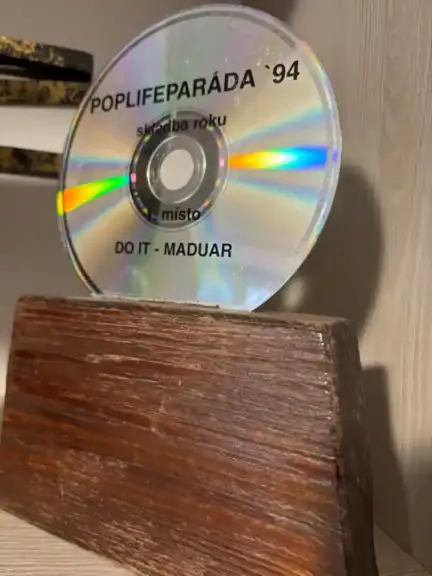 POPLIFEPARÁDA `94
skladba roku
místo
DO IT - MADUAR